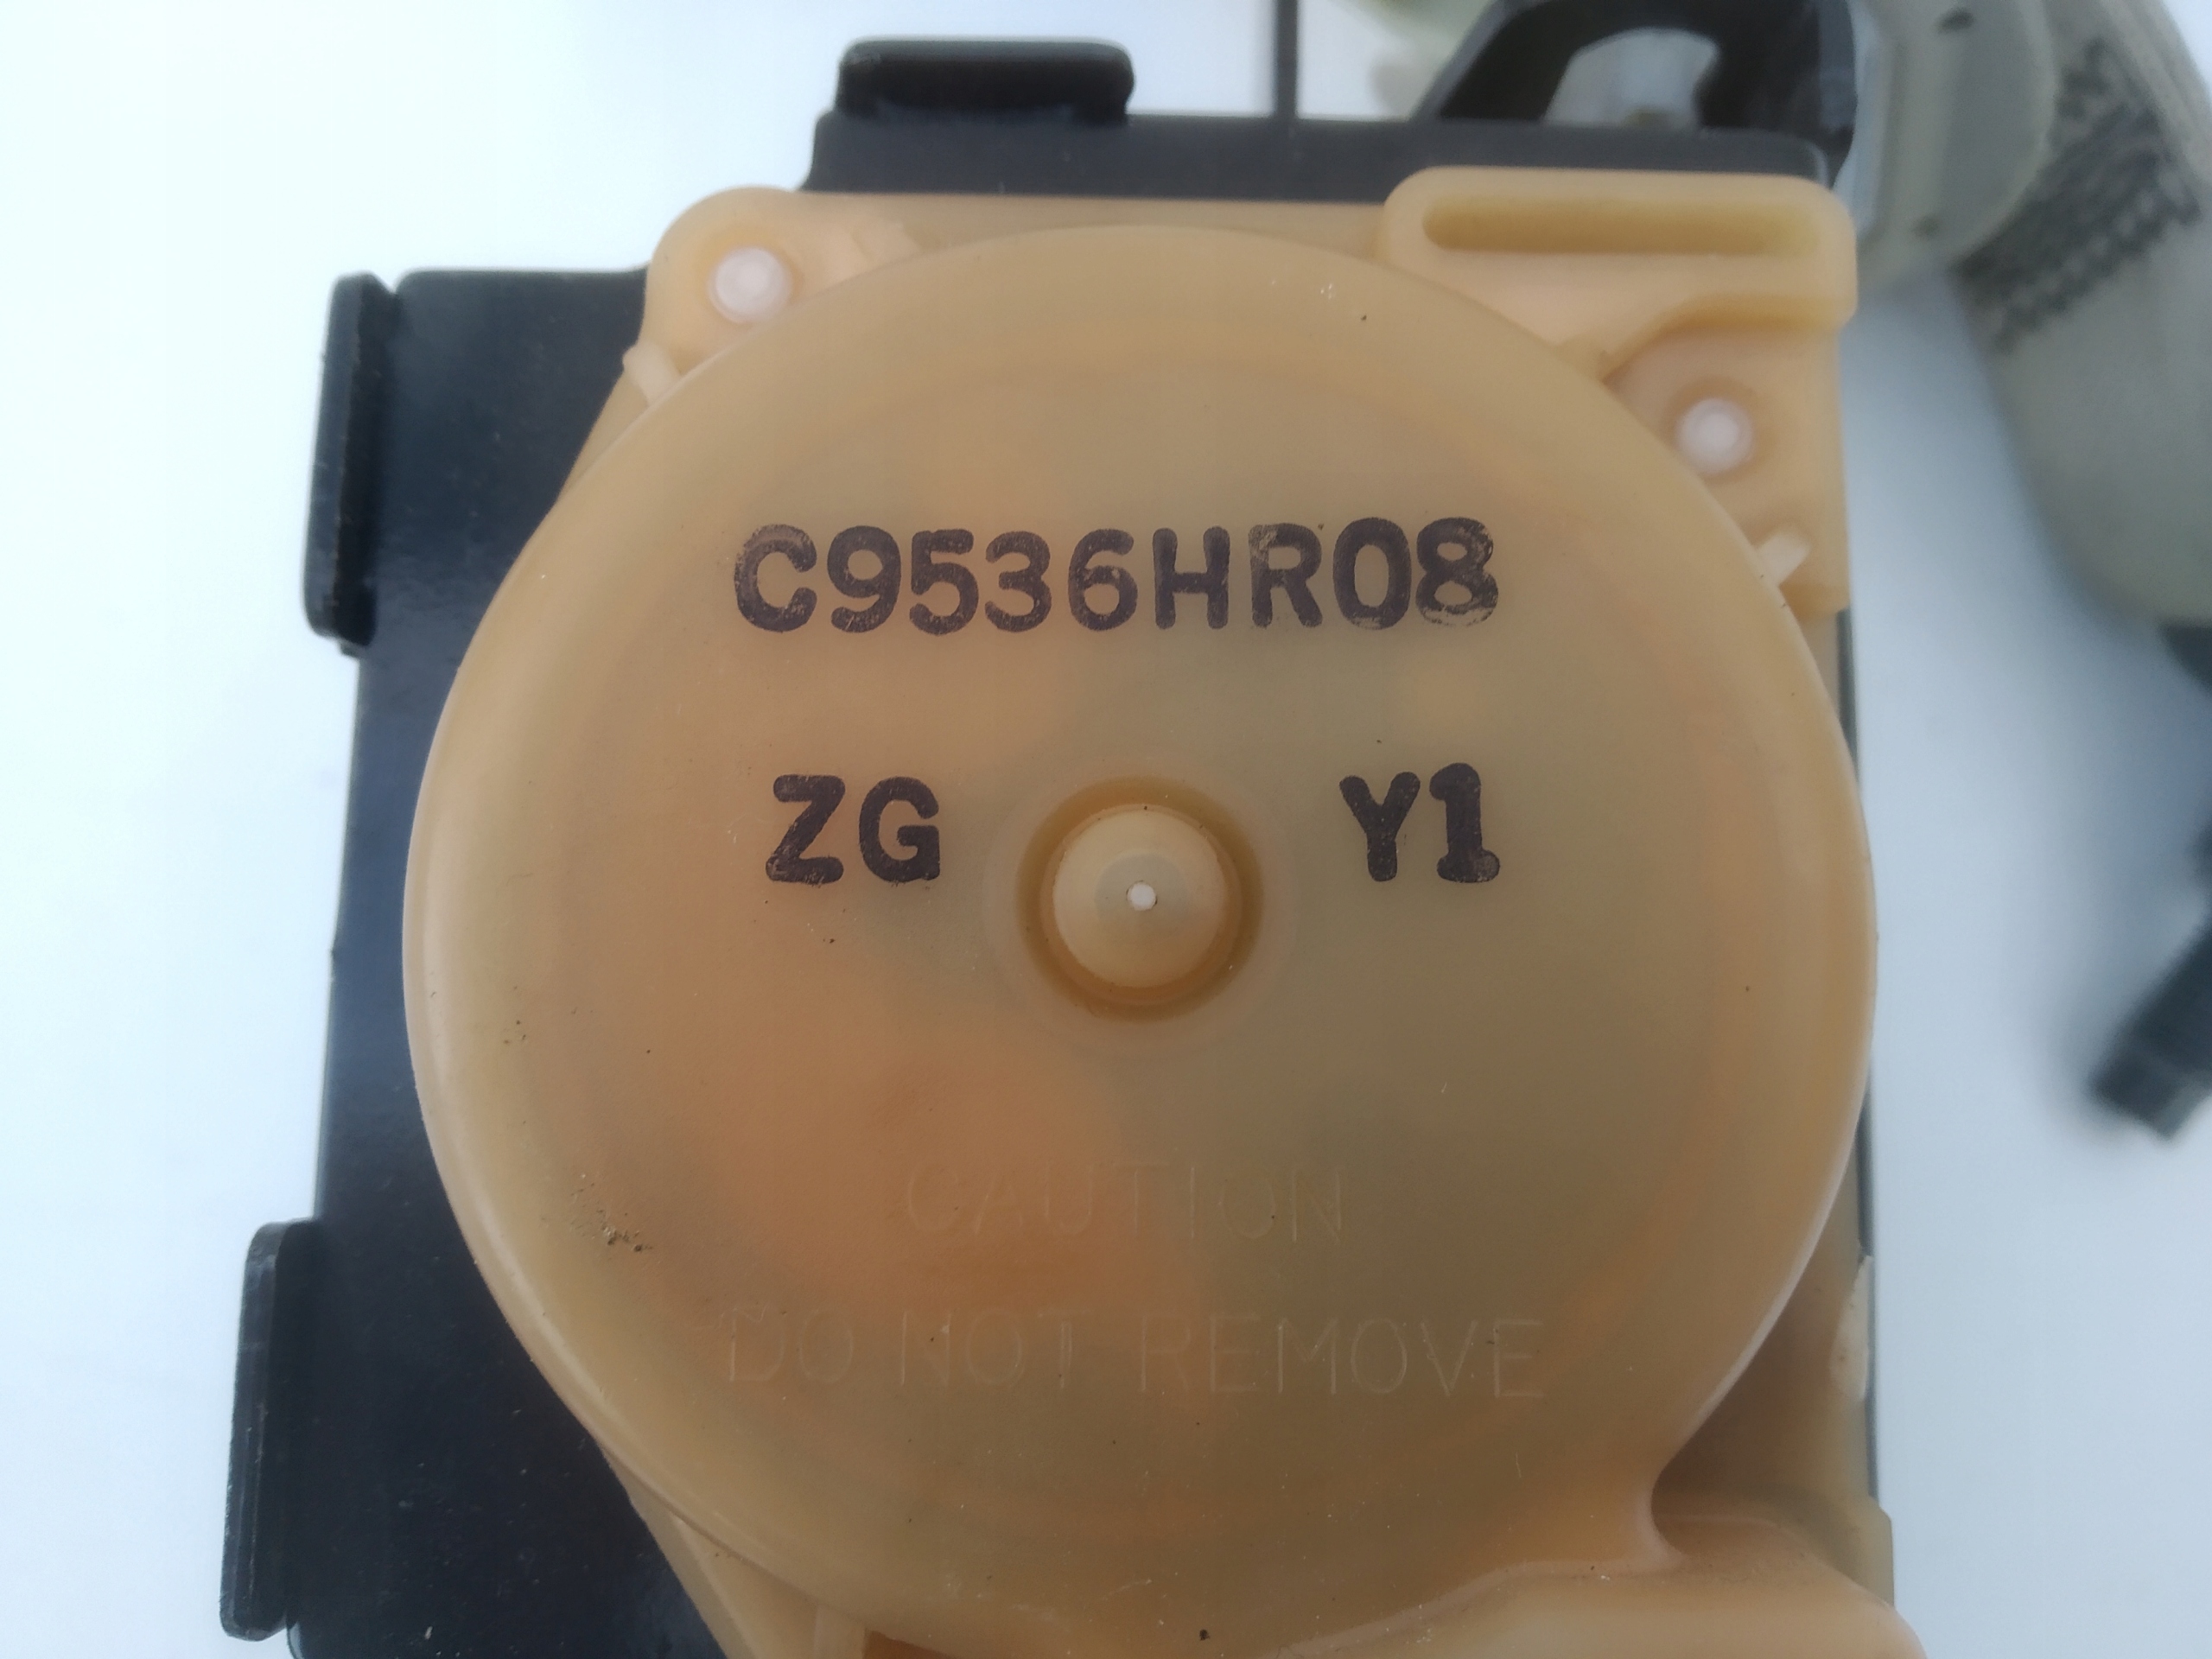 C9536HR08
ZG Y1
CAUTION
DO NOT REMOVE